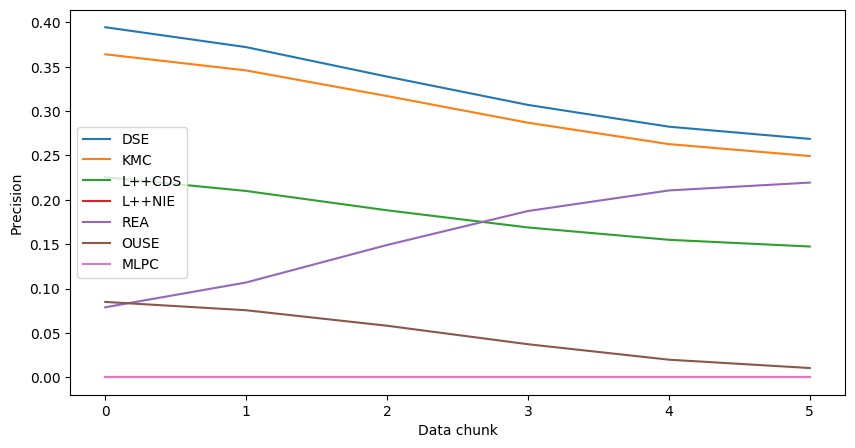 0.40
0.35
0.30
0.25
0.20
0.15
0.10
0.05
0.00
Precision
DSE
KMC
L++CDS
L++NIE
REA
OUSE
MLPC
0 1 2 3 4 5
Data chunk